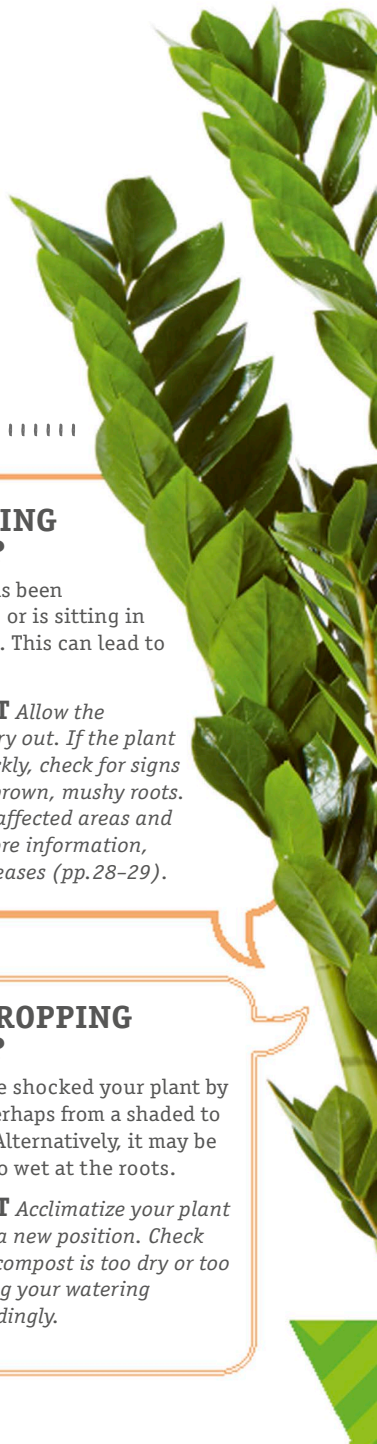 ING
?
s been
or is sitting in
. This can lead to
T Allow the
ry out. If the plant
kly, check for signs
brown, mushy roots.
affected areas and
ore information,
eases (pp.28–29).
ROPPING
?
e shocked your plant by
erhaps from a shaded to
Alternatively, it may be
o wet at the roots.
T Acclimatize your plant
a new position. Check
compost is too dry or too
g your watering
dingly.